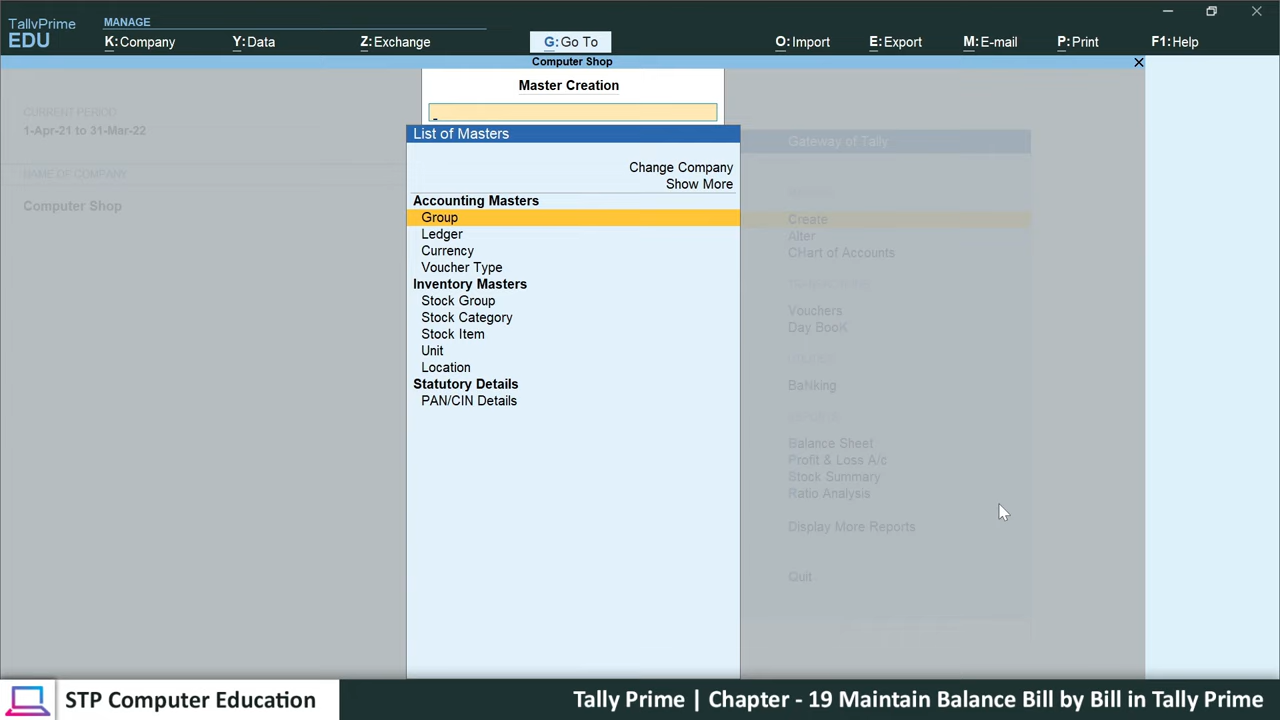 TallyPrime
EDU
MANAGE
K:Company
Y:Data
Z:Exchange
G:Go To
O:Import
E:Export
M:E-mail
P:Print
F1:Help
Computer Shop
CURRENT PERIOD
1-Apr-21 to 31-Mar-22
NAME OF COMPANY
Computer Shop
Master Creation
List of Masters
Change Company
Show More
Accounting Masters
Group
Ledger
Currency
Voucher Type
Inventory Masters
Stock Group
Stock Category
Stock Item
Unit
Location
Statutory Details
PAN/CIN Details
Gateway of Tally
Create
Alter
CHart of Accounts
Vouchers
Day BooK
BaNking
Balance Sheet
Profit & Loss A/c
Stock Summary
Ratio Analysis
Display More Reports
Quit
STP Computer Education
Tally Prime | Chapter - 19 Maintain Balance Bill by Bill in Tally Prime